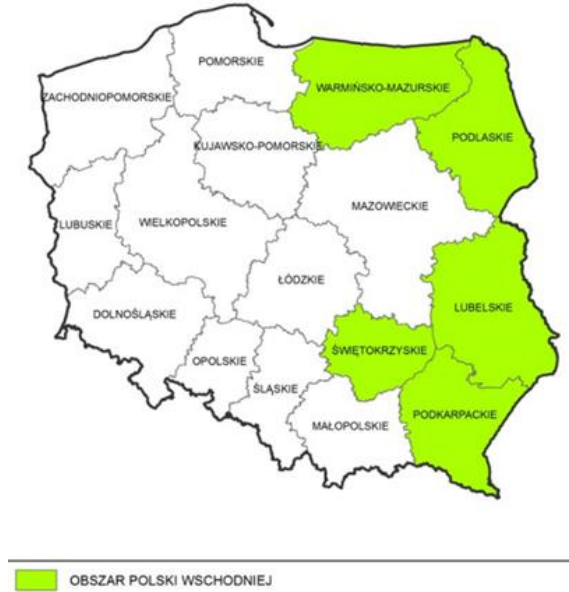 POMORSKIE
WARMIŃSKO-MAZURSKIE
ZACHODNIOPOMORSKIE
PODLASKIE
KUJAWSKO-POMORSKIE
MAZOWIECKIE
LUBUSKIE
WIELKOPOLSKIE
ŁÓDZKIE
LUBELSKIE
DOLNOŚLĄSKIE
ŚWIĘTOKRZYSKIE
OPOLSKIE
ŚLĄSKIE
PODKARPACKIE
MAŁOPOLSKIE
OBSZAR POLSKI WSCHODNIEJ